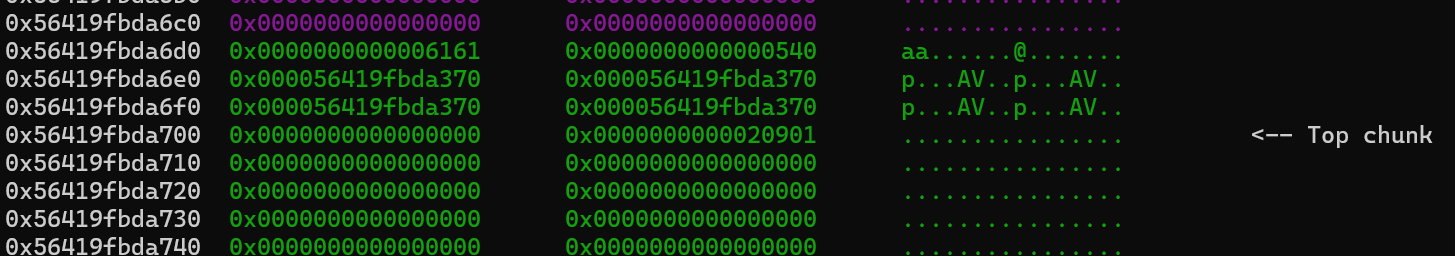 0x56419fbda6c0 0x0000000000000000 0x0000000000000000 ................
0x56419fbda6d0 0x0000000000006161 0x0000000000000540 aa......@.......
0x56419fbda6e0 0x000056419fbda370 0x000056419fbda370 p...AV..p...AV..
0x56419fbda6f0 0x000056419fbda370 0x000056419fbda370 p...AV..p...AV..
0x56419fbda700 0x0000000000000000 0x0000000000020901 ................ <-- Top chunk
0x56419fbda710 0x0000000000000000 0x0000000000000000 ................
0x56419fbda720 0x0000000000000000 0x0000000000000000 ................
0x56419fbda730 0x0000000000000000 0x0000000000000000 ................
0x56419fbda740 0x0000000000000000 0x0000000000000000 ................